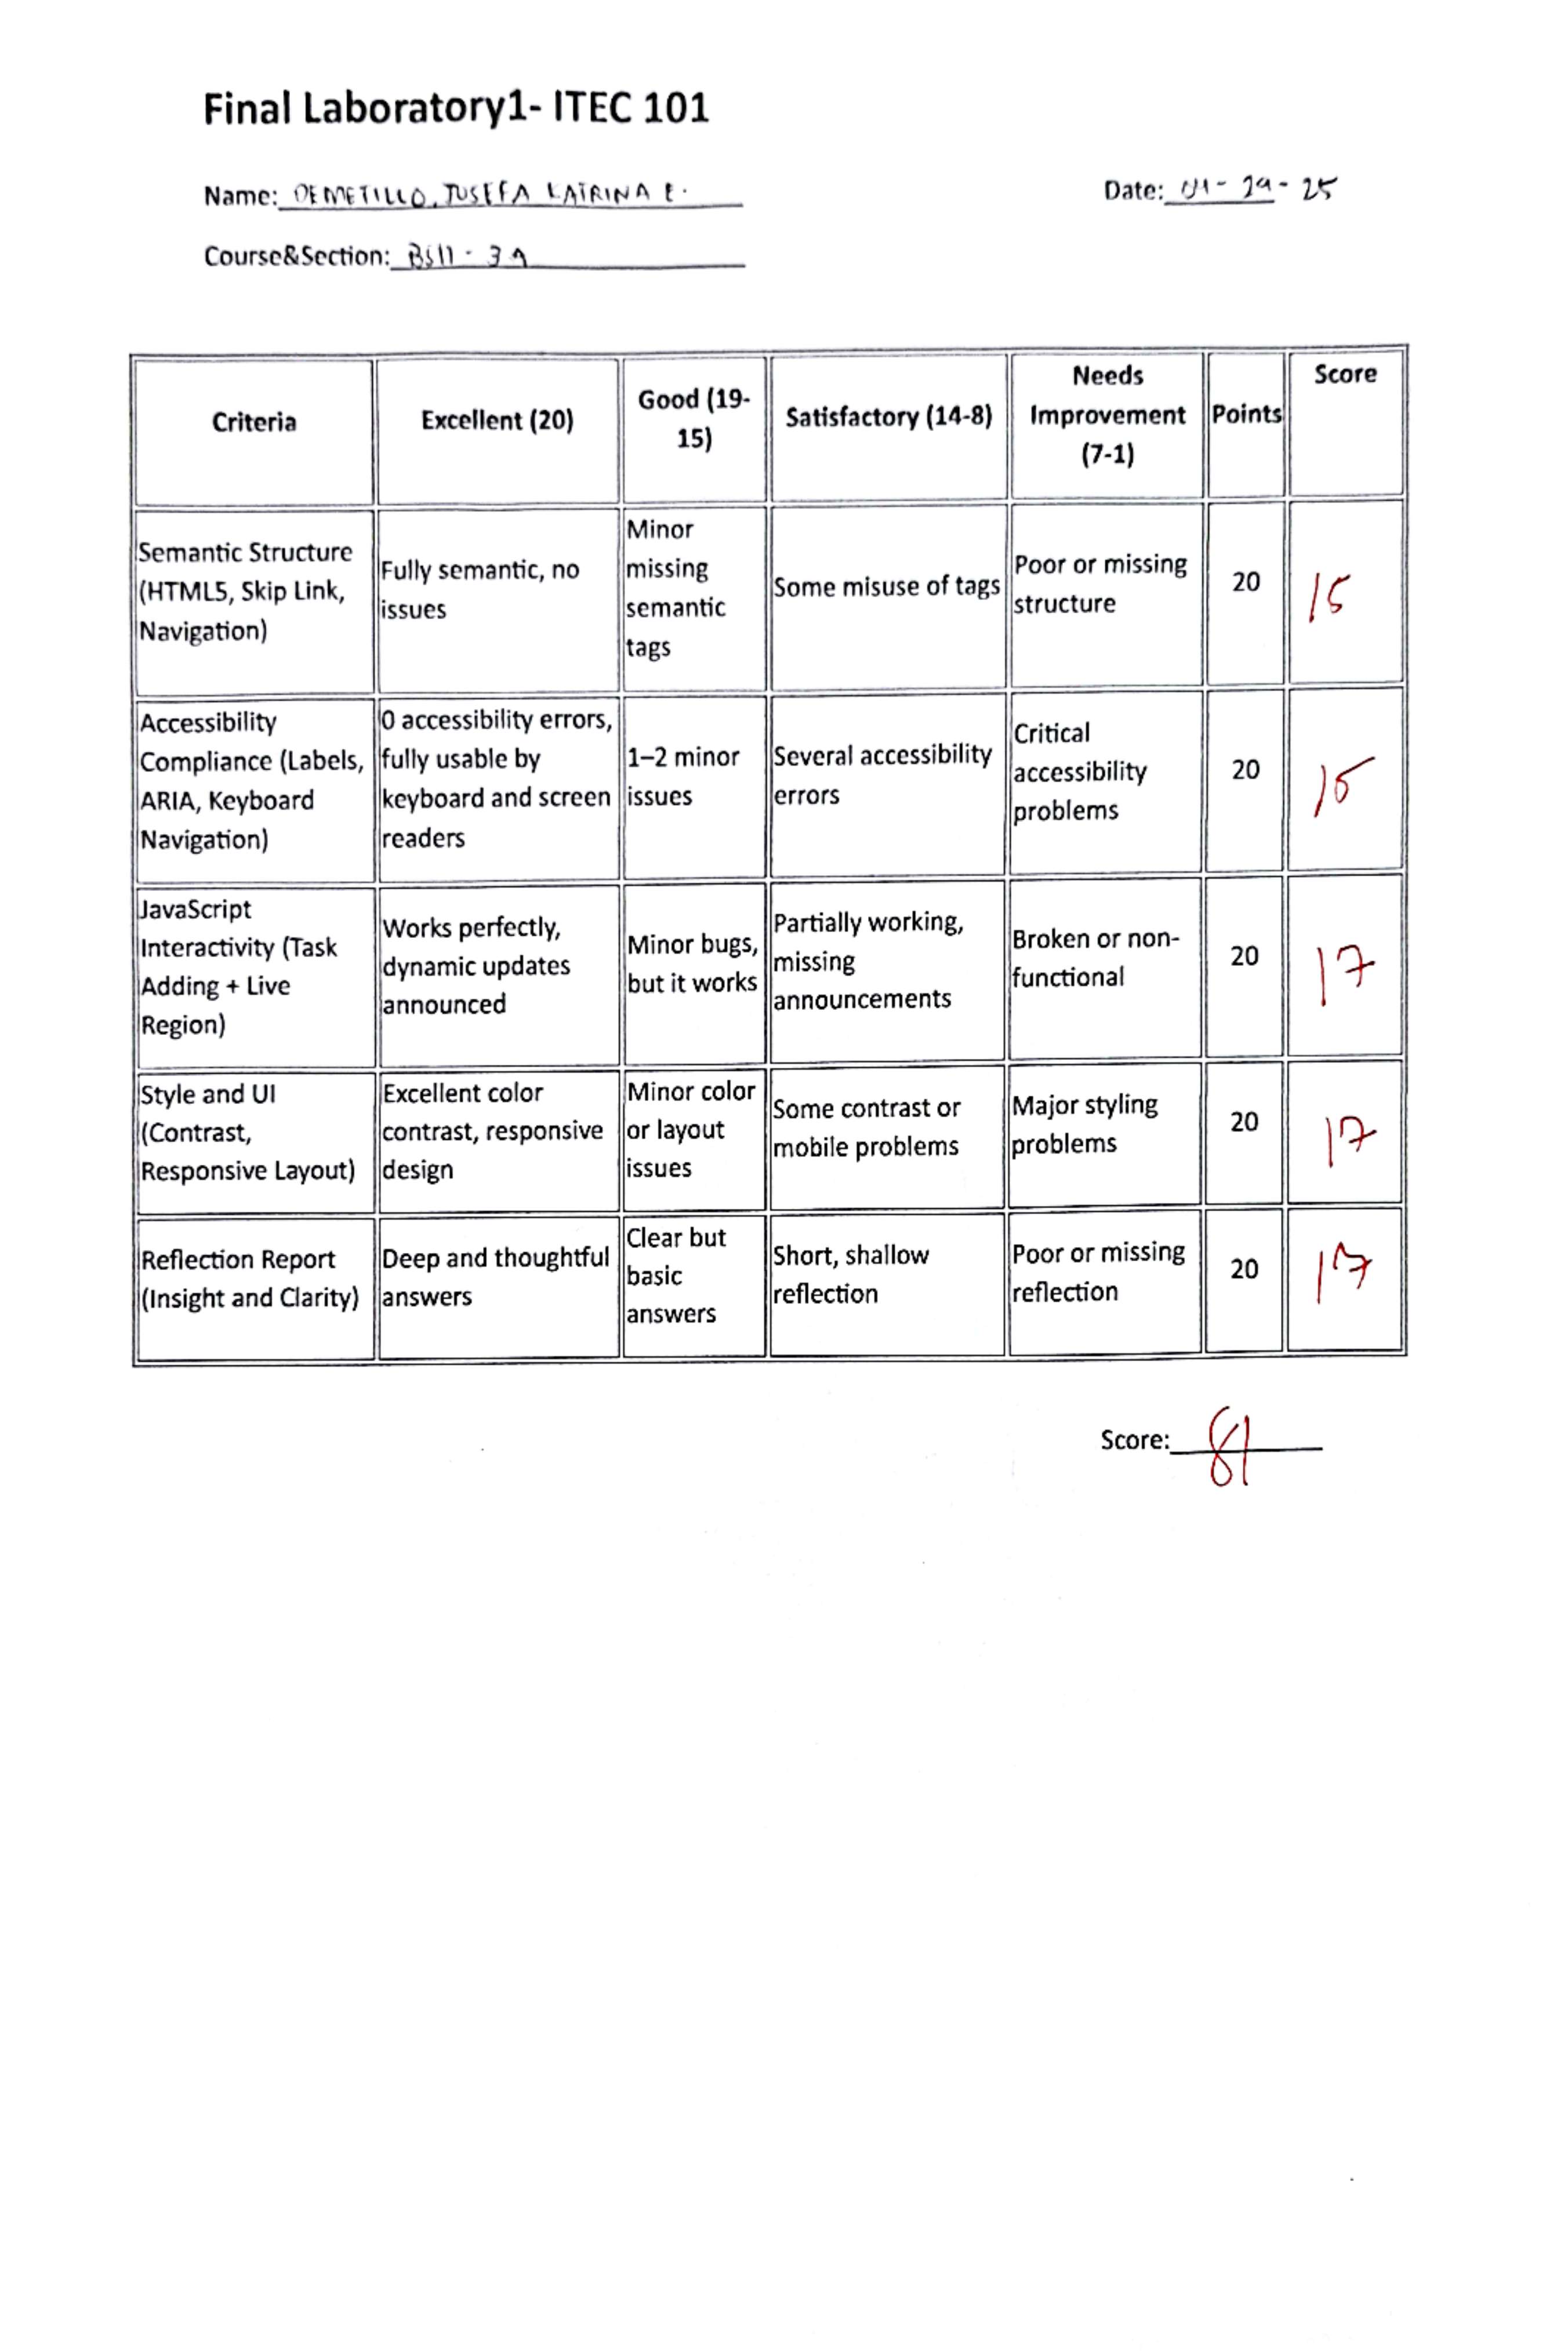 Final Laboratory1- ITEC 101
Name: DEMETILLO, JOSEFA KATRINA E.
Date: 04-29-25
Course&Section: BSIT-3A
Criteria
Excellent (20)
Good (19-
15)
Satisfactory (14-8)
Needs
Improvement
(7-1)
Points
Score
Semantic Structure
(HTML5, Skip Link,
Navigation)
Fully semantic, no
issues
Minor
missing
semantic
tags
Some misuse of tags
Poor or missing
structure
20
15
Accessibility
Compliance (Labels,
ARIA, Keyboard
Navigation)
0 accessibility errors,
fully usable by
keyboard and screen
readers
1–2 minor
issues
Several accessibility
errors
Critical
accessibility
problems
20
15
JavaScript
Interactivity (Task
Adding + Live
Region)
Works perfectly,
dynamic updates
announced
Minor bugs,
but it works
Partially working,
missing
announcements
Broken or non-
functional
20
17
Style and UI
(Contrast,
Responsive Layout)
Excellent color
contrast, responsive
design
Minor color
or layout
issues
Some contrast or
mobile problems
Major styling
problems
20
17
Reflection Report
(Insight and Clarity)
Deep and thoughtful
answers
Clear but
basic
answers
Short, shallow
reflection
Poor or missing
reflection
20
17
Score: 81